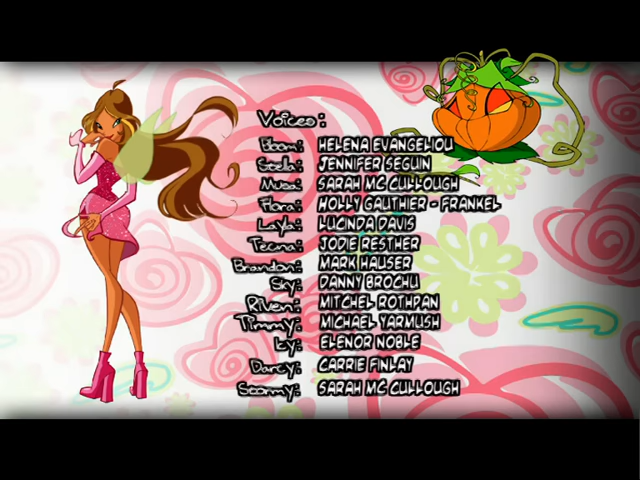 Voices:
Bloom: HELENA EVANGELIOU
Stella: JENNIFER SEGUIN
Musa: SARAH MC CULLOUGH
Flora: HOLLY GAUTHIER - FRANKEL
Layla: LUCINDA DAVIS
Tecna: JODIE RESTHER
Brandon: MARK HAUSER
Sky: DANNY BROCHU
Riven: MITCHEL ROTHPAN
Timmy: MICHAEL YARMUSH
Icy: ELENOR NOBLE
Darcy: CARRIE FINLAY
Stormy: SARAH MC CULLOUGH